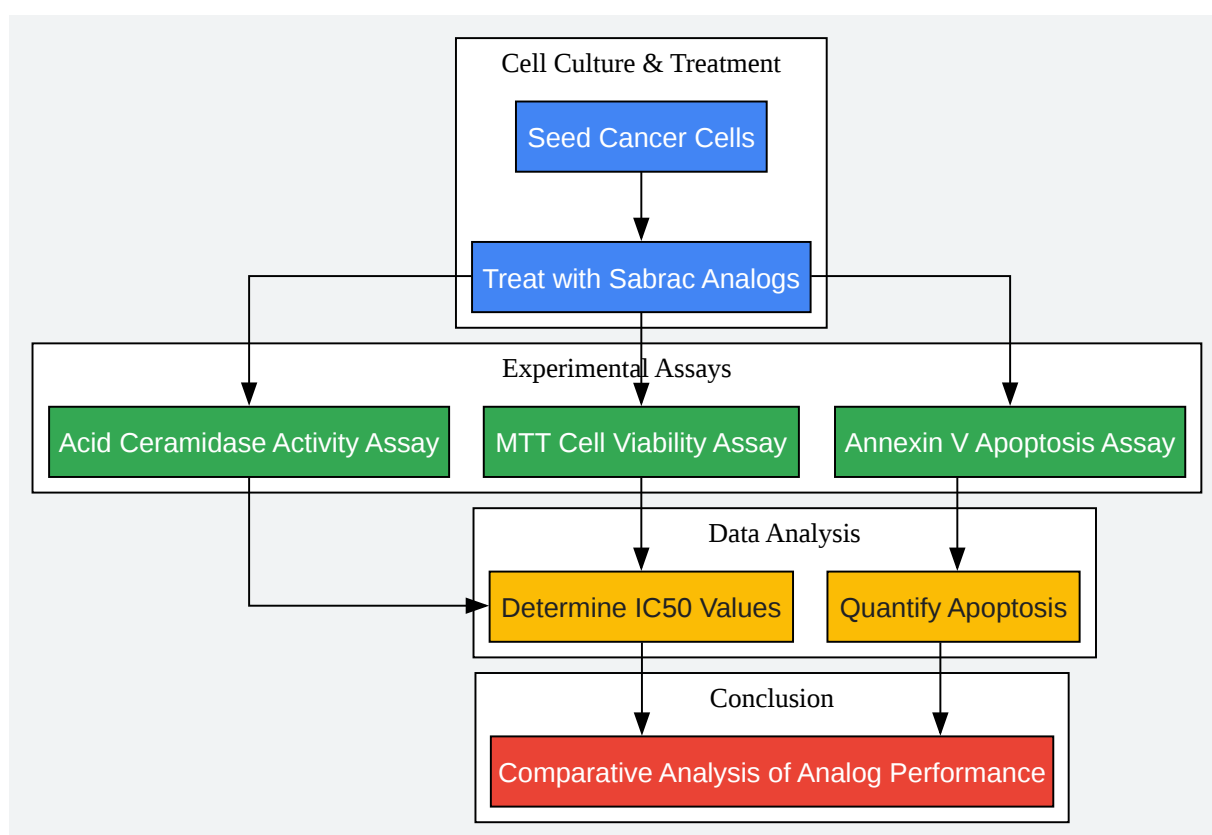 Cell Culture & Treatment
Seed Cancer Cells
Treat with Sabrac Analogs
Experimental Assays
Acid Ceramidase Activity Assay
MTT Cell Viability Assay
Annexin V Apoptosis Assay
Data Analysis
Determine IC50 Values
Quantify Apoptosis
Conclusion
Comparative Analysis of Analog Performance